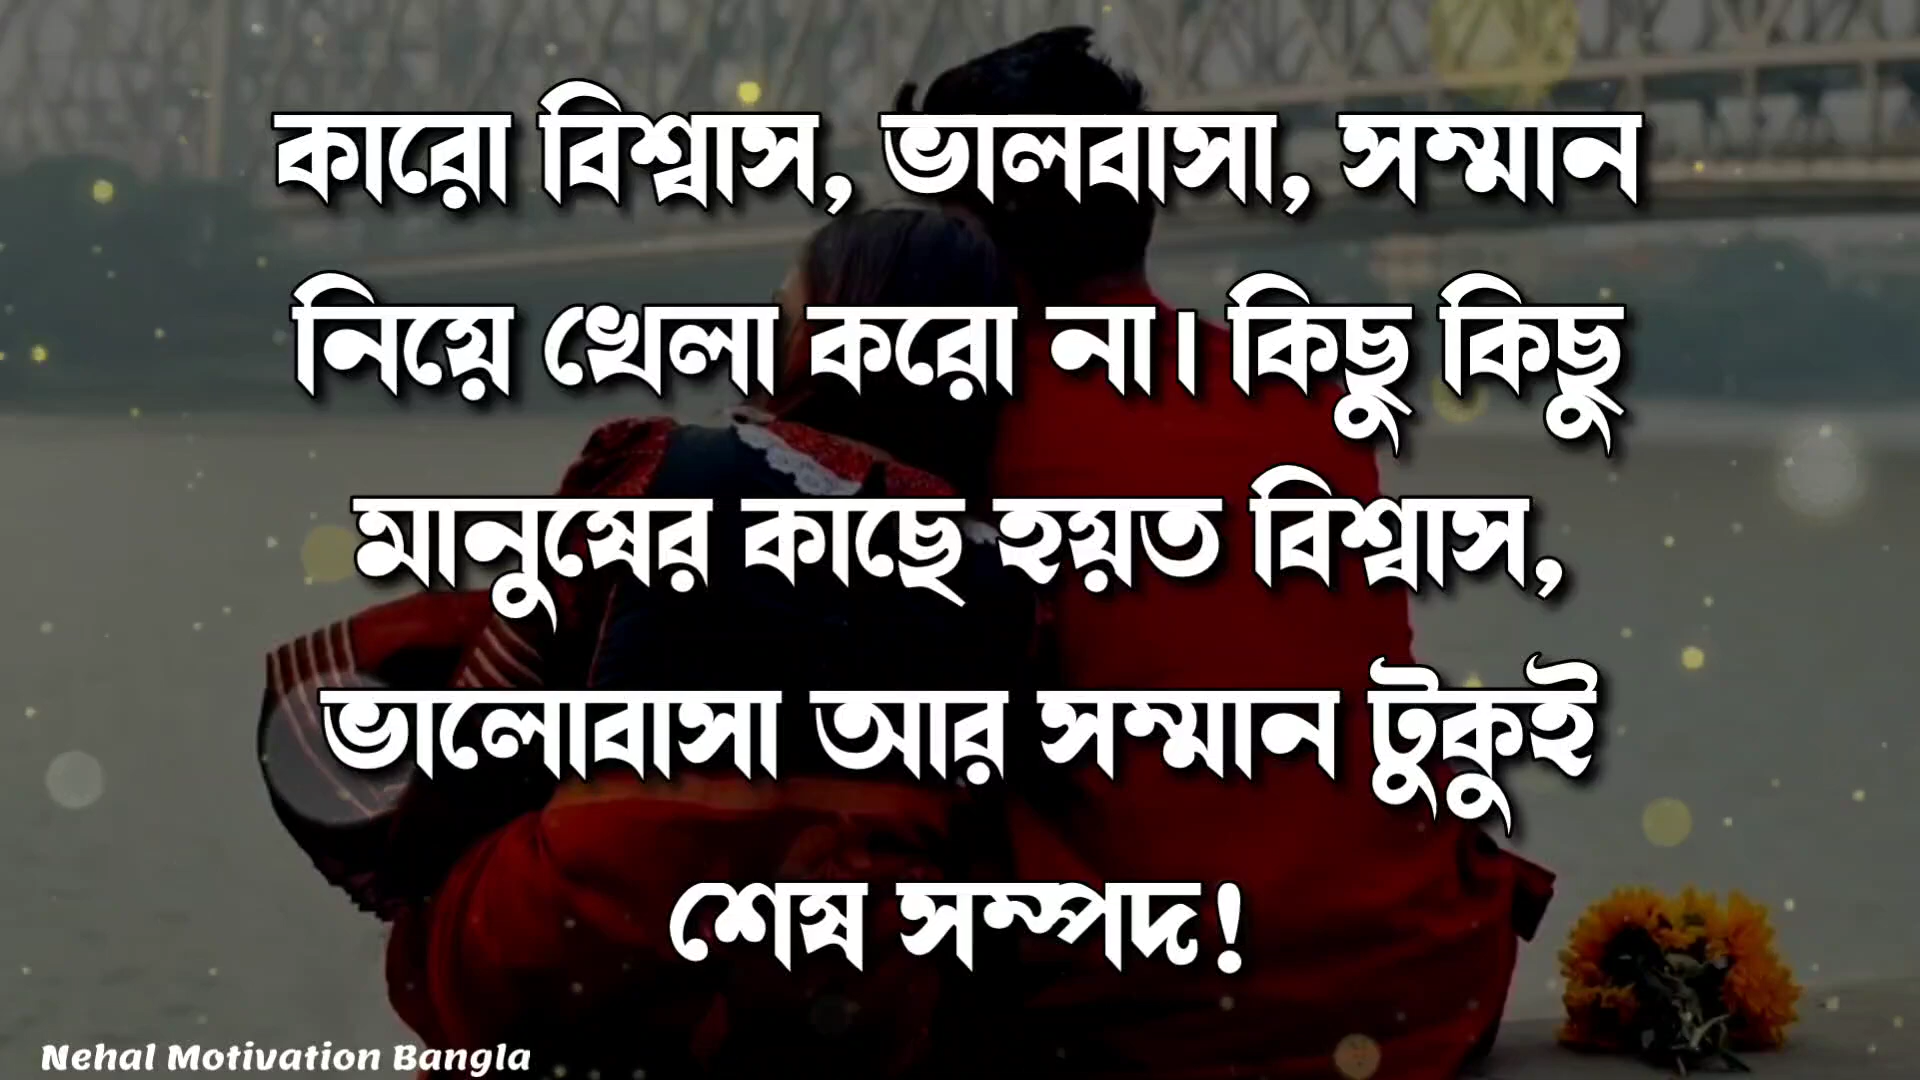 কারো বিশ্বাস, ভালবাসা, সম্মান
নিয়ে খেলা করো না। কিছু কিছু
মানুষের কাছে হয়ত বিশ্বাস,
ভালোবাসা আর সম্মান টুকুই
শেষ সম্পদ!
Nehal Motivation Bangla